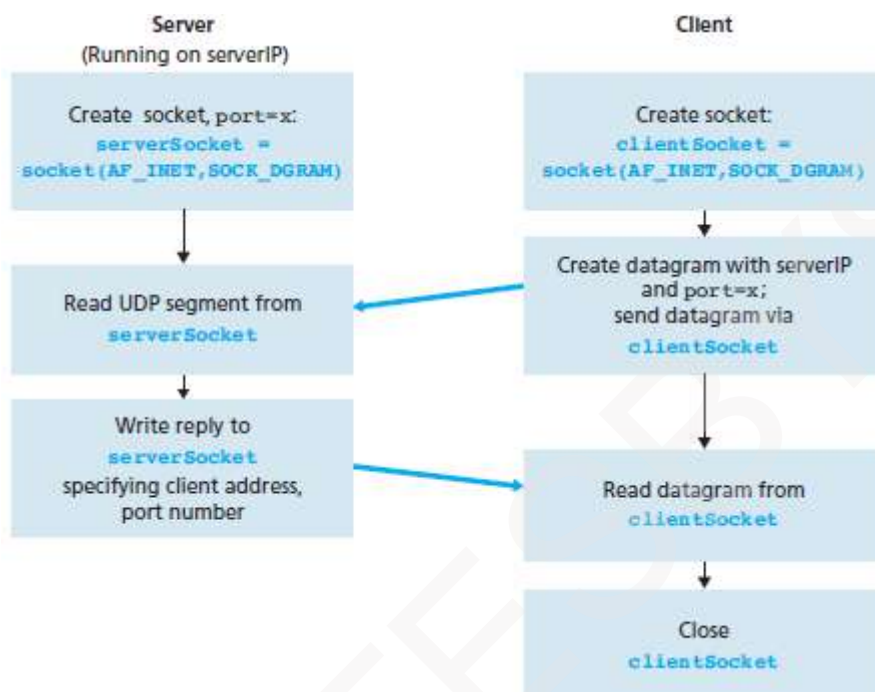 Server
(Running on serverIP)
Create socket, port=x:
serverSocket =
socket(AF_INET,SOCK_DGRAM)
Read UDP segment from
serverSocket
Write reply to
serverSocket
specifying client address,
port number
Client
Create socket:
clientSocket =
socket(AF_INET,SOCK_DGRAM)
Create datagram with serverIP
and port=x;
send datagram via
clientSocket
Read datagram from
clientSocket
Close
clientSocket